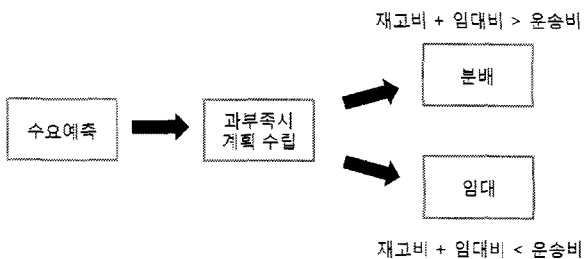 재고비 + 임대비 > 운송비
분배
수요예측
과부족시
계획 수립
임대
재고비 + 임대비 < 운송비